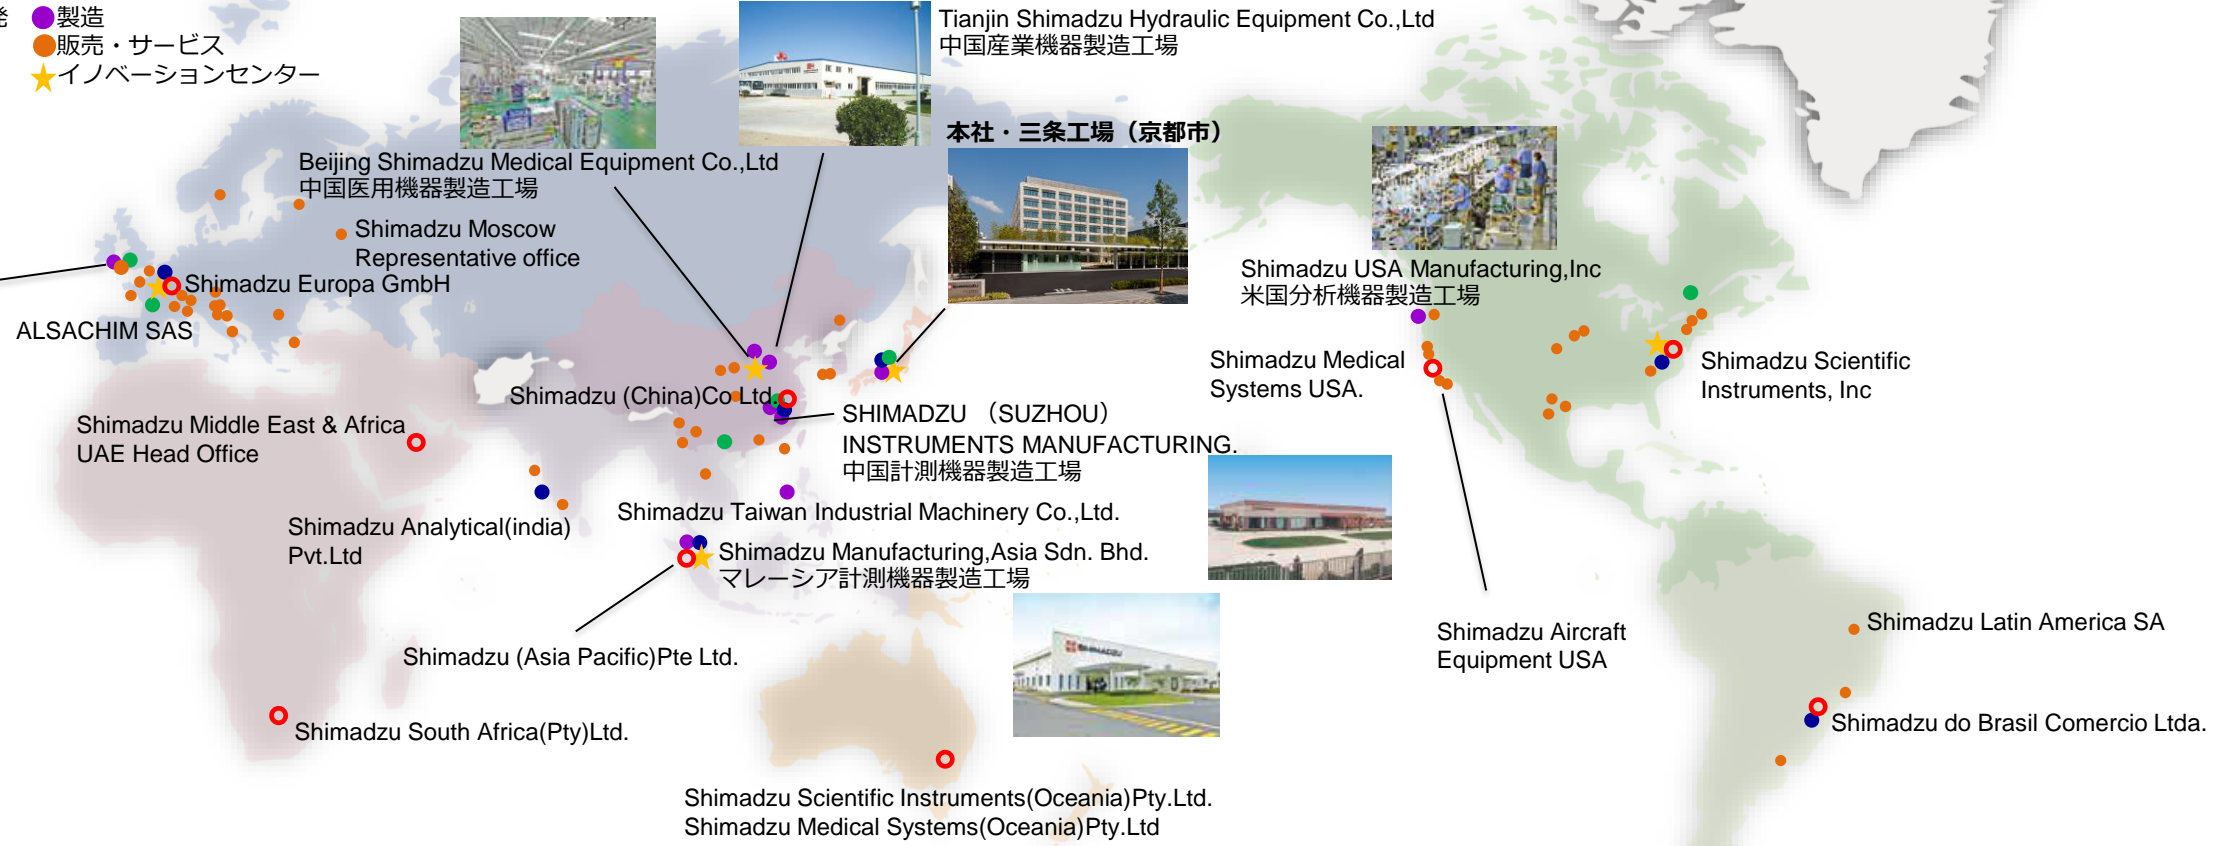 発
製造
販売・サービス
イノベーションセンター
Tianjin Shimadzu Hydraulic Equipment Co.,Ltd
中国産業機器製造工場
本社・三条工場（京都市）
Beijing Shimadzu Medical Equipment Co.,Ltd
中国医用機器製造工場
Shimadzu Moscow
Representative office
Shimadzu Europa GmbH
ALSACHIM SAS
Shimadzu USA Manufacturing,Inc
米国分析機器製造工場
Shimadzu Medical
Systems USA.
Shimadzu Scientific
Instruments, Inc
Shimadzu (China)Co Ltd.
SHIMADZU （SUZHOU）
INSTRUMENTS MANUFACTURING.
中国計測機器製造工場
Shimadzu Middle East & Africa
UAE Head Office
Shimadzu Analytical(india)
Pvt.Ltd
Shimadzu Taiwan Industrial Machinery Co.,Ltd.
Shimadzu Manufacturing,Asia Sdn. Bhd.
マレーシア計測機器製造工場
Shimadzu (Asia Pacific)Pte Ltd.
SHIMADZU
Shimadzu Aircraft
Equipment USA
Shimadzu Latin America SA
Shimadzu do Brasil Comercio Ltda.
Shimadzu South Africa(Pty)Ltd.
Shimadzu Scientific Instruments(Oceania)Pty.Ltd.
Shimadzu Medical Systems(Oceania)Pty.Ltd